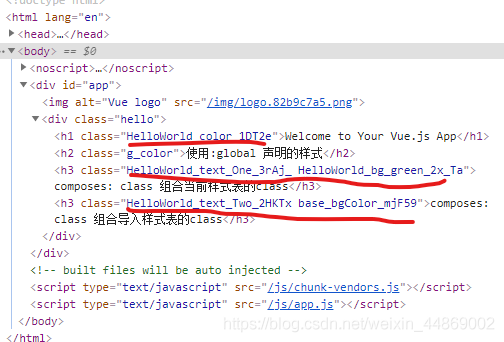 <!doctype html>
<html lang="en">
▶<head>…</head>
…▼<body> == $0
▶<noscript>…</noscript>
▼<div id="app">
<img alt="Vue logo" src="/img/logo.82b9c7a5.png">
▼<div class="hello">
<h1 class="HelloWorld_color_1DT2e">Welcome to Your Vue.js App</h1>
<h2 class="g_color">使用:global 声明的样式</h2>
<h3 class="HelloWorld_text_One_3rAj_ HelloWorld_bg_green_2x_Ta">
composes: class 组合当前样式表的class</h3>
<h3 class="HelloWorld_text_Two_2HKTx base_bgColor_mjF59">composes:
class 组合导入样式表的class</h3>
</div>
</div>
<!-- built files will be auto injected -->
<script type="text/javascript" src="/js/chunk-vendors.js"></script>
<script type="text/javascript" src="/js/app.js"></script>
</body>
</html>
https://blog.csdn.net/weixin_44869002